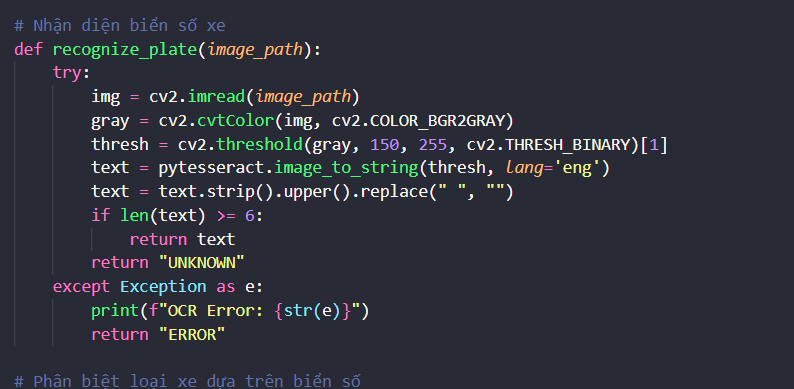 # Nhận diện biển số xe
def recognize_plate(image_path):
    try:
        img = cv2.imread(image_path)
        gray = cv2.cvtColor(img, cv2.COLOR_BGR2GRAY)
        thresh = cv2.threshold(gray, 150, 255, cv2.THRESH_BINARY)[1]
        text = pytesseract.image_to_string(thresh, lang='eng')
        text = text.strip().upper().replace(" ", "")
        if len(text) >= 6:
            return text
        return "UNKNOWN"
    except Exception as e:
        print(f"OCR Error: {str(e)}")
        return "ERROR"
# Phân biệt loại xe dựa trên biển số